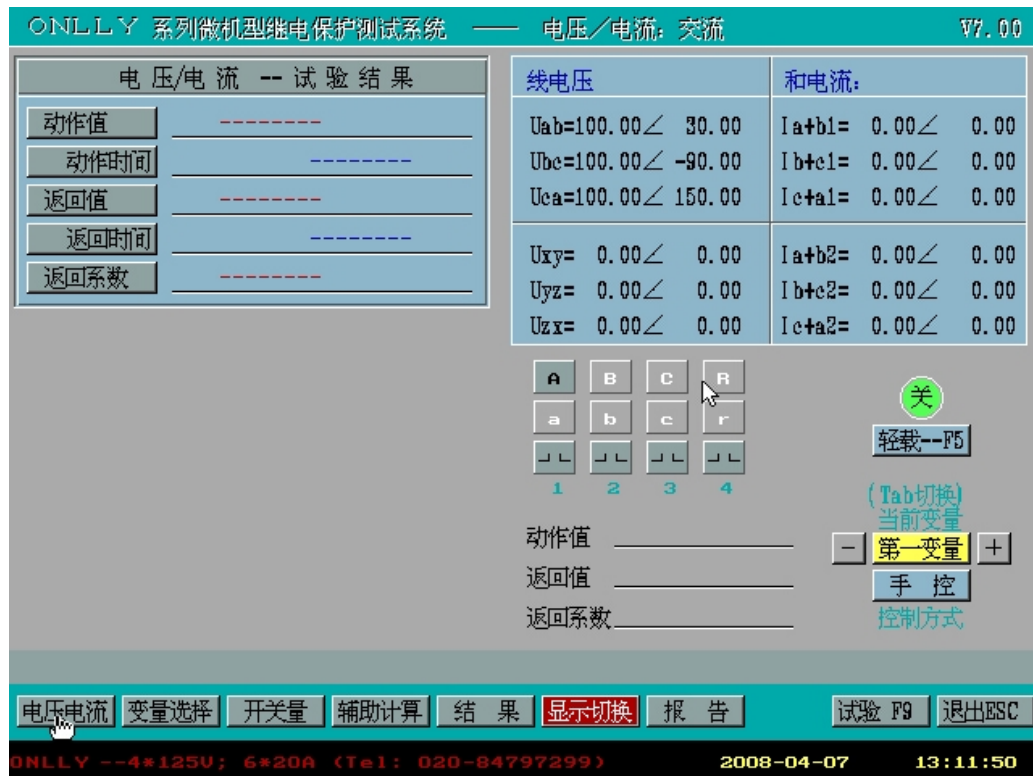 ONLLY 系列微机型继电保护测试系统 —— 电压／电流：交流 V7.00
电 压/电 流 -- 试 验 结 果
动作值 --------
动作时间 --------
返回值 --------
返回时间 --------
返回系数 --------
线电压
Uab=100.00∠ 30.00
Ubc=100.00∠ -90.00
Uca=100.00∠ 150.00
Uxy= 0.00∠ 0.00
Uyz= 0.00∠ 0.00
Uzx= 0.00∠ 0.00
和电流：
Ia+b1= 0.00∠ 0.00
Ib+c1= 0.00∠ 0.00
Ic+a1= 0.00∠ 0.00
Ia+b2= 0.00∠ 0.00
Ib+c2= 0.00∠ 0.00
Ic+a2= 0.00∠ 0.00
A B C R
a b c r
1 2 3 4
关
轻载--F5
(Tab切换)
当前变量
- 第一变量 +
手 控
控制方式
动作值
返回值
返回系数
电压电流 变量选择 开关量 辅助计算 结 果 显示切换 报 告 试验 F9 退出ESC
ONLLY --4*125V; 6*20A (Tel: 020-84797299) 2008-04-07 13:11:50